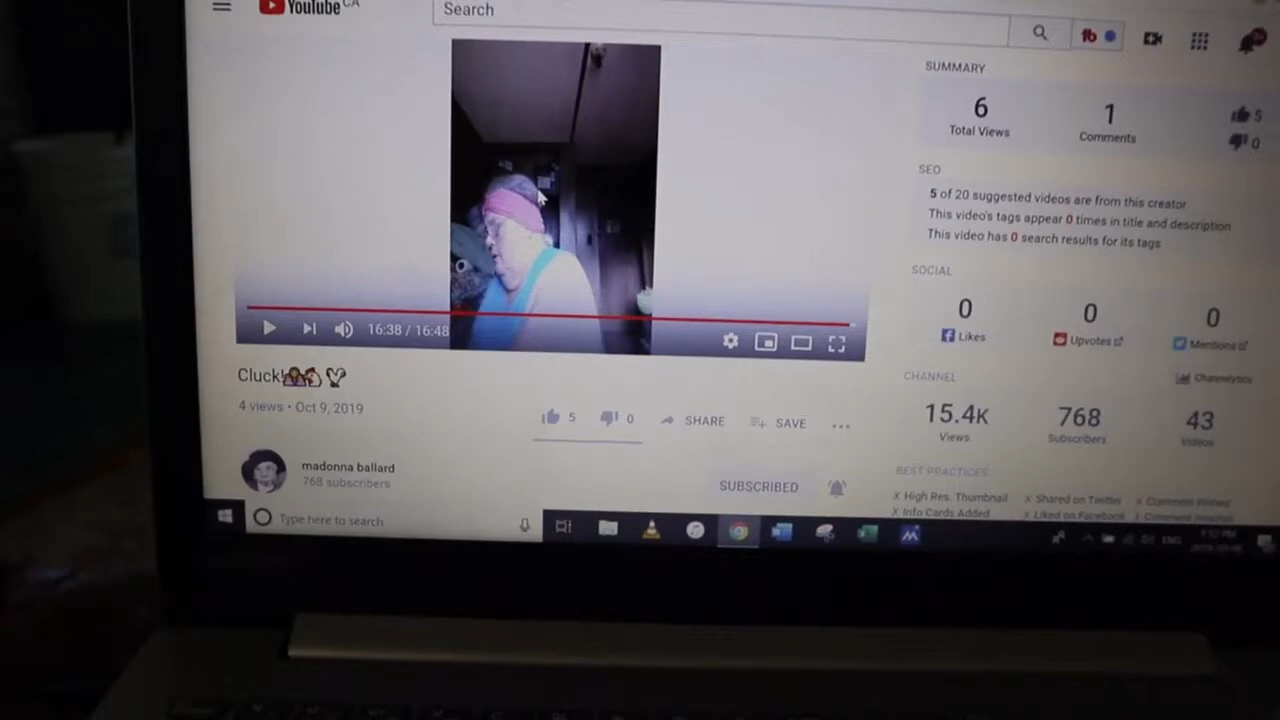 YouTube CA
Search
SUMMARY
6
Total Views
1
Comments
5
0
SEO
5 of 20 suggested videos are from this creator
This video's tags appear 0 times in title and description
This video has 0 search results for its tags
SOCIAL
0
Likes
0
Upvotes
0
Mentions
CHANNEL
Channelytics
15.4K
Views
768
Subscribers
43
Videos
BEST PRACTICES
X High Res. Thumbnail
X Shared on Twitter
X Info Cards Added
X Liked on Facebook
16:38 / 16:48
Cluck!
4 views • Oct 9, 2019
5
0
SHARE
SAVE
madonna ballard
768 subscribers
SUBSCRIBED
Type here to search
ENG